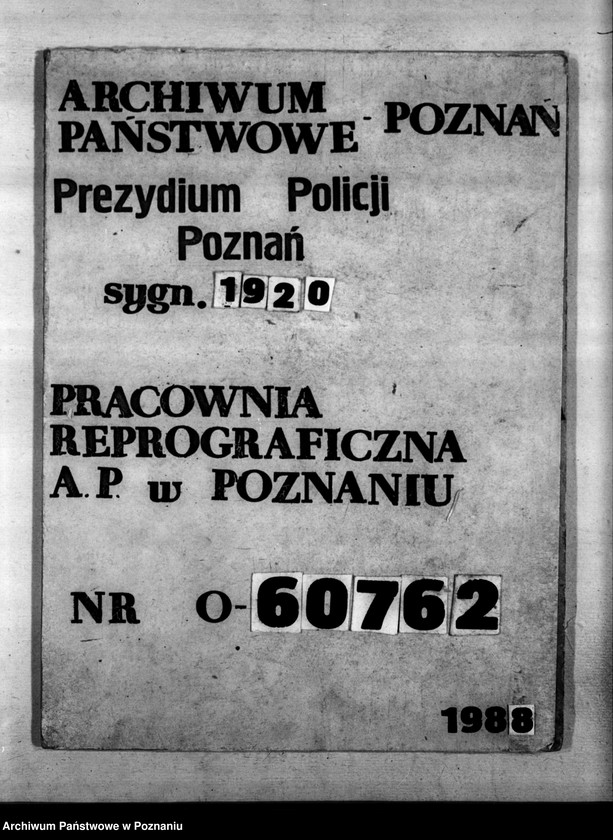 ARCHIWUM
PAŃSTWOWE - POZNAŃ
Prezydium Policji
Poznań
sygn. 1920
PRACOWNIA
REPROGRAFICZNA
A. P. w POZNANIU
NR O-60762
1988
Archiwum Państwowe w Poznaniu